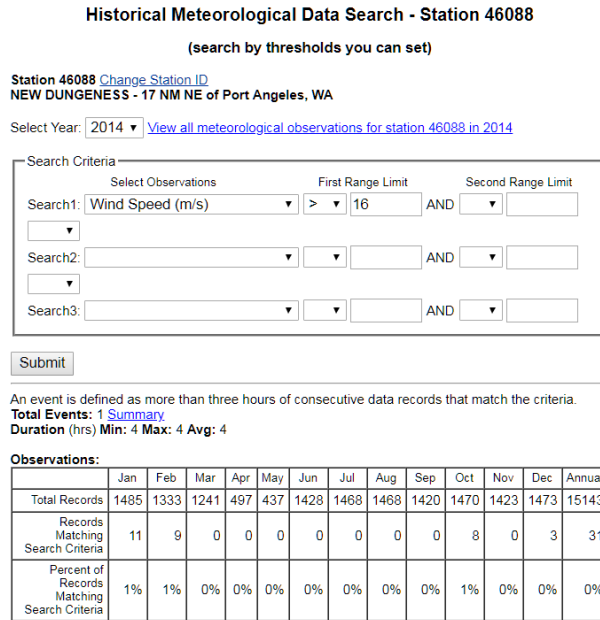 Historical Meteorological Data Search - Station 46088
(search by thresholds you can set)
Station 46088 Change Station ID
NEW DUNGENESS - 17 NM NE of Port Angeles, WA
Select Year: 2014 View all meteorological observations for station 46088 in 2014
Search Criteria
Select Observations First Range Limit Second Range Limit
Search1: Wind Speed (m/s) > 16 AND
Search2: AND
Search3: AND
Submit
An event is defined as more than three hours of consecutive data records that match the criteria.
Total Events: 1 Summary
Duration (hrs) Min: 4 Max: 4 Avg: 4
Observations:
Jan Feb Mar Apr May Jun Jul Aug Sep Oct Nov Dec Annua
Total Records 1485 1333 1241 497 437 1428 1468 1468 1420 1470 1423 1473 15143
Records
Matching 11 9 0 0 0 0 0 0 0 8 0 3 31
Search Criteria
Percent of
Records
Matching 1% 1% 0% 0% 0% 0% 0% 0% 0% 1% 0% 0% 0%
Search Criteria